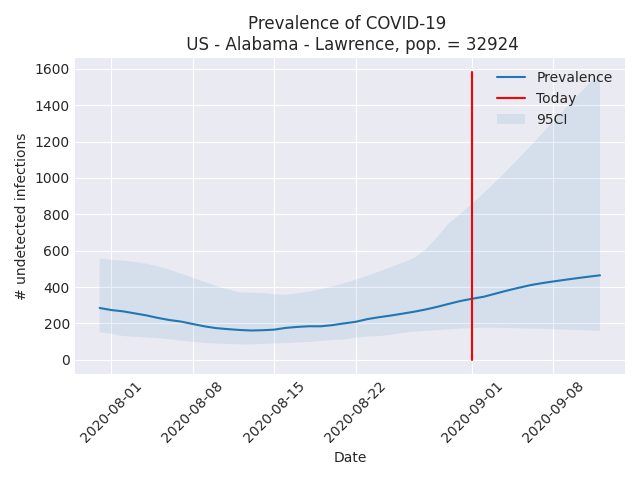 Prevalence of COVID-19
US - Alabama - Lawrence, pop. = 32924
1600
1400
1200
1000
800
600
400
200
0
# undetected infections
Prevalence
Today
95CI
2020-08-01
2020-08-08
2020-08-15
2020-08-22
2020-09-01
2020-09-08
Date